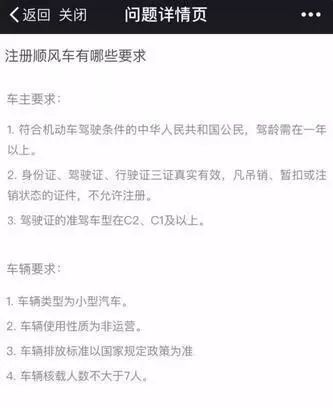 返回 关闭 问题详情页
注册顺风车有哪些要求
车主要求：
1. 符合机动车驾驶条件的中华人民共和国公民，驾龄需在一年
以上。
2. 身份证、驾驶证、行驶证三证真实有效，凡吊销、暂扣或注
销状态的证件，不允许注册。
3. 驾驶证的准驾车型在C2、C1及以上。
车辆要求：
1. 车辆类型为小型汽车。
2. 车辆使用性质为非运营。
3. 车辆排放标准以国家规定政策为准
4. 车辆核载人数不大于7人。